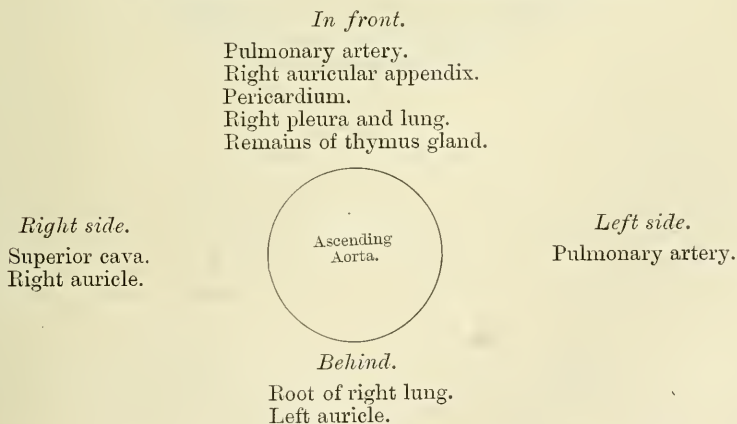 In front.
Pulmonary artery.
Right auricular appendix.
Pericardium.
Right pleura and lung.
Remains of thymus gland.
Right side.
Superior cava.
Right auricle.
Ascending
Aorta.
Left side.
Pulmonary artery.
Behind.
Root of right lung.
Left auricle.